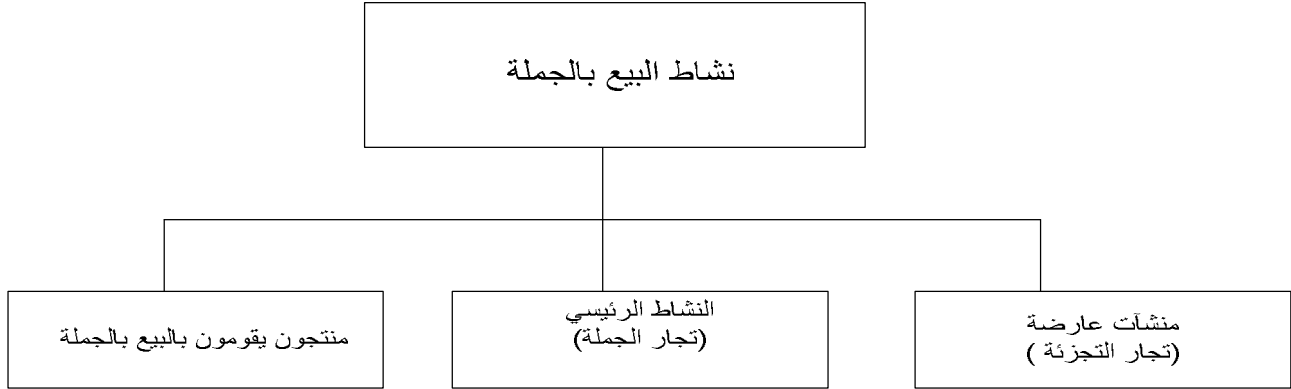 نشاط البيع بالجملة
منشآت عارضة
(تجار التجزئة )
النشاط الرئيسي
(تجار الجملة)
منتجون يقومون بالبيع بالجملة